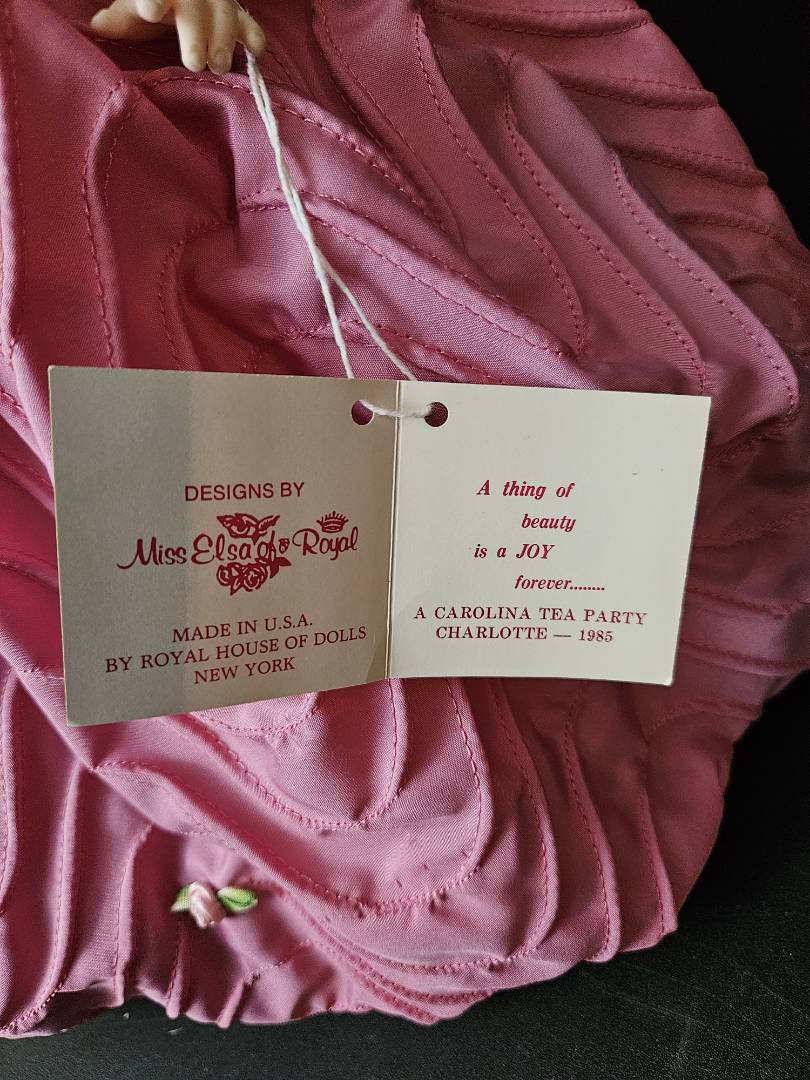 DESIGNS BY
Miss Elsa of Royal
MADE IN U.S.A.
BY ROYAL HOUSE OF DOLLS
NEW YORK
A thing of
beauty
is a JOY
forever........
A CAROLINA TEA PARTY
CHARLOTTE — 1985